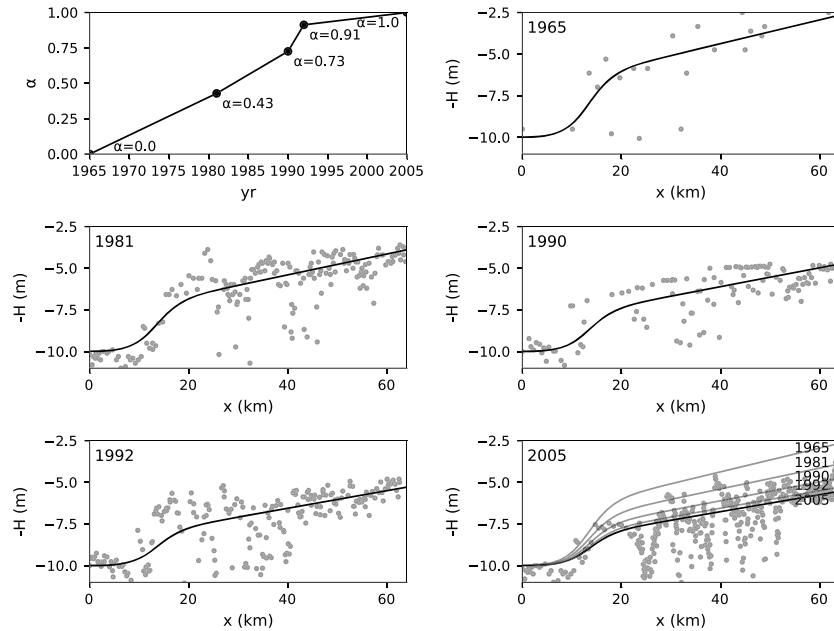 1.00
0.75
0.50
0.25
0.00
α
α=0.0
α=0.43
α=0.73
α=0.91
α=1.0
1965 1970 1975 1980 1985 1990 1995 2000 2005
yr
1965
−2.5
−5.0
−7.5
−10.0
-H (m)
0 20 40 60
x (km)
1981
−2.5
−5.0
−7.5
−10.0
-H (m)
0 20 40 60
x (km)
1990
−2.5
−5.0
−7.5
−10.0
-H (m)
0 20 40 60
x (km)
1992
−2.5
−5.0
−7.5
−10.0
-H (m)
0 20 40 60
x (km)
2005
−2.5
−5.0
−7.5
−10.0
-H (m)
1965
1981
1990
1992
2005
0 20 40 60
x (km)